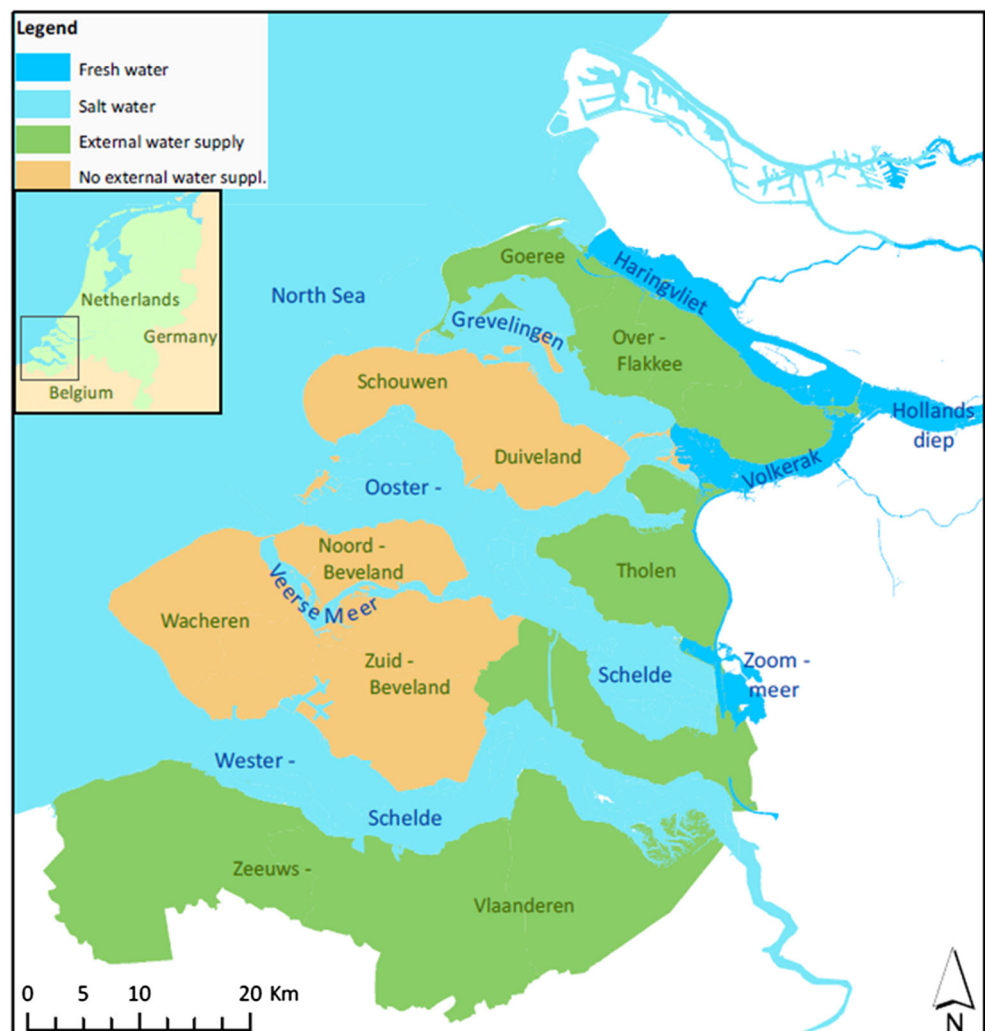 Legend
Fresh water
Salt water
External water supply
No external water suppl.
Netherlands
Germany
Belgium
North Sea
Goeree
Haringvliet
Grevelingen
Over -
Flakkee
Schouwen
Hollands
diep
Duiveland
Volkerak
Ooster -
Noord -
Beveland
Tholen
Veerse Meer
Wacheren
Zuid -
Beveland
Schelde
Zoom -
meer
Wester -
Schelde
Zeeuws -
Vlaanderen
0 5 10 20 Km
N